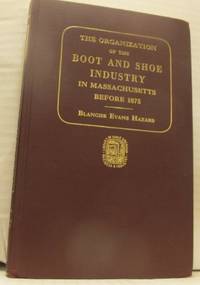 THE ORGANIZATION
OF THE
BOOT AND SHOE
INDUSTRY
IN MASSACHUSETTS
BEFORE 1875
BLANCHE EVANS HAZARD